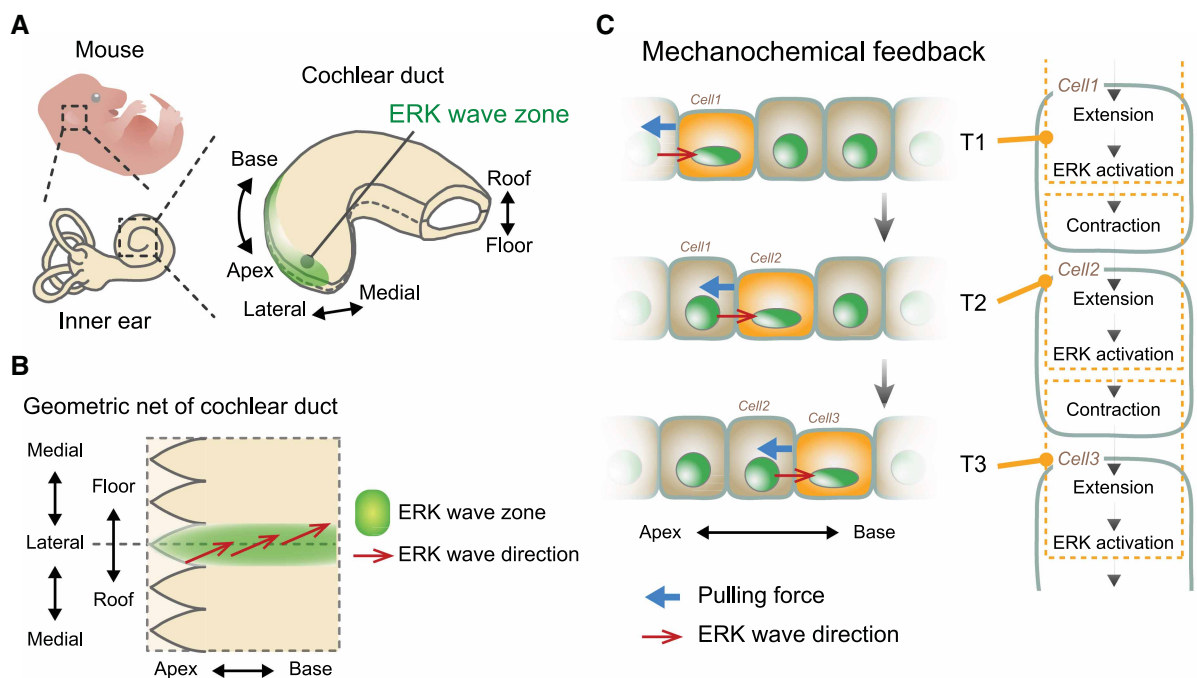 A
Mouse
Cochlear duct
ERK wave zone
Base
Apex
Lateral
Medial
Roof
Floor
Inner ear
B
Geometric net of cochlear duct
Medial
Floor
Lateral
Roof
Medial
Apex
Base
ERK wave zone
ERK wave direction
C
Mechanochemical feedback
Cell1
Cell1
Cell2
Cell2
Cell3
Apex
Base
Pulling force
ERK wave direction
T1
Cell1
Extension
ERK activation
Contraction
T2
Cell2
Extension
ERK activation
Contraction
T3
Cell3
Extension
ERK activation